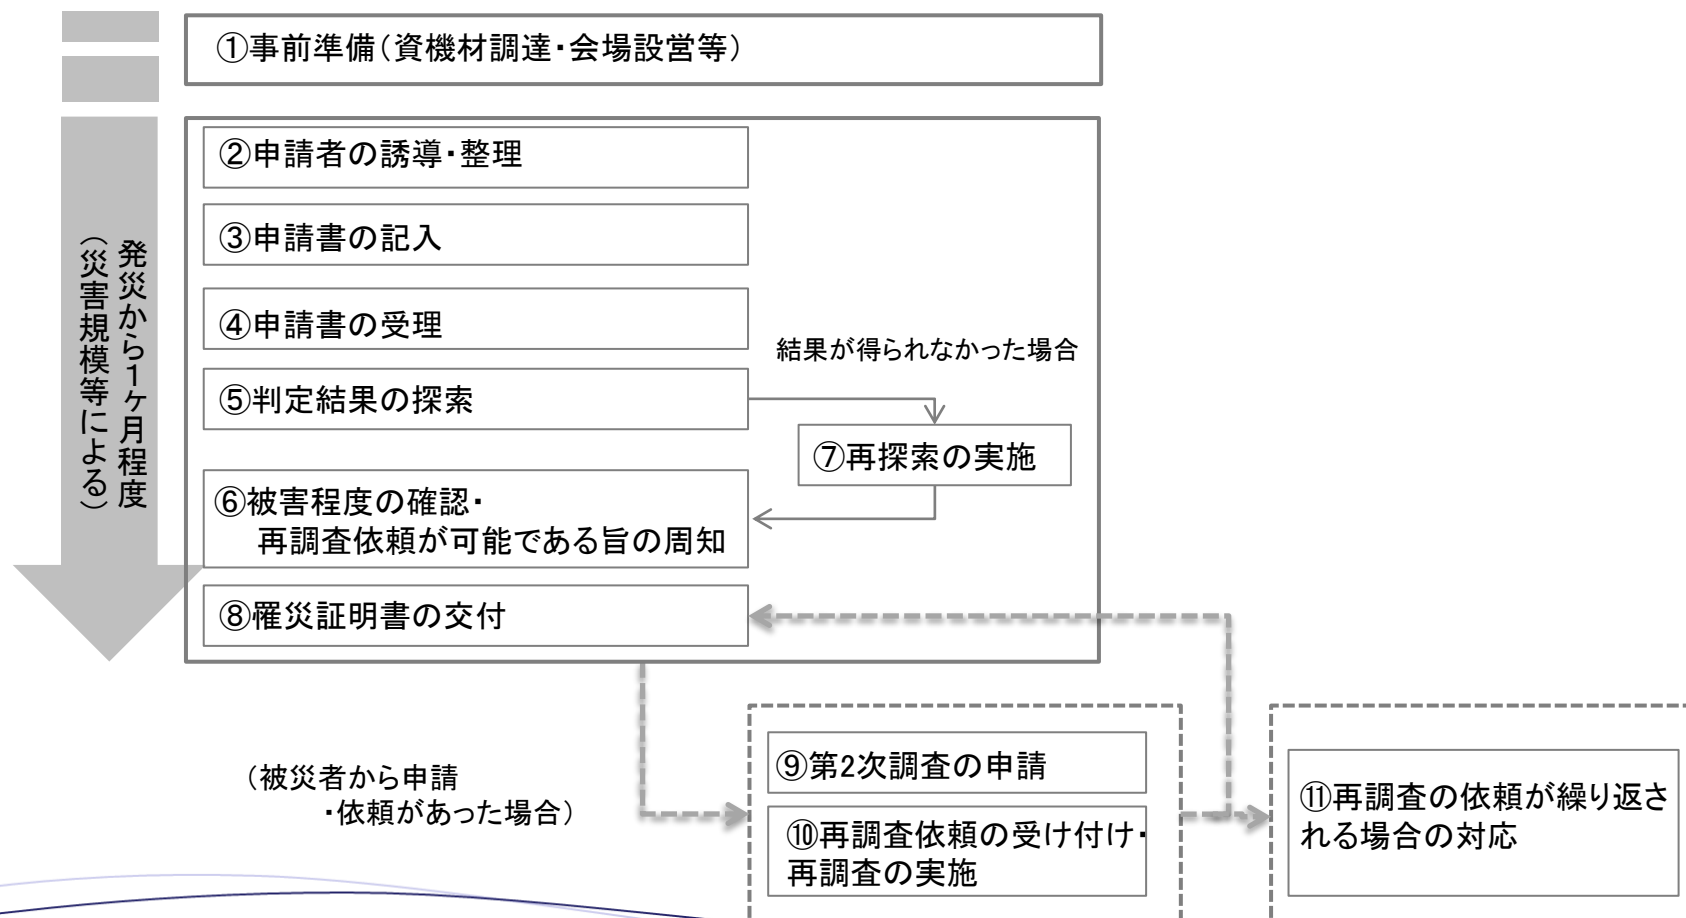 ①事前準備(資機材調達・会場設営等)
発災から1ヶ月程度
(災害規模等による)
②申請者の誘導・整理
③申請書の記入
④申請書の受理
結果が得られなかった場合
⑤判定結果の探索
⑦再探索の実施
⑥被害程度の確認・
再調査依頼が可能である旨の周知
⑧罹災証明書の交付
(被災者から申請
・依頼があった場合)
⑨第2次調査の申請
⑩再調査依頼の受け付け・
再調査の実施
⑪再調査の依頼が繰り返さ
れる場合の対応